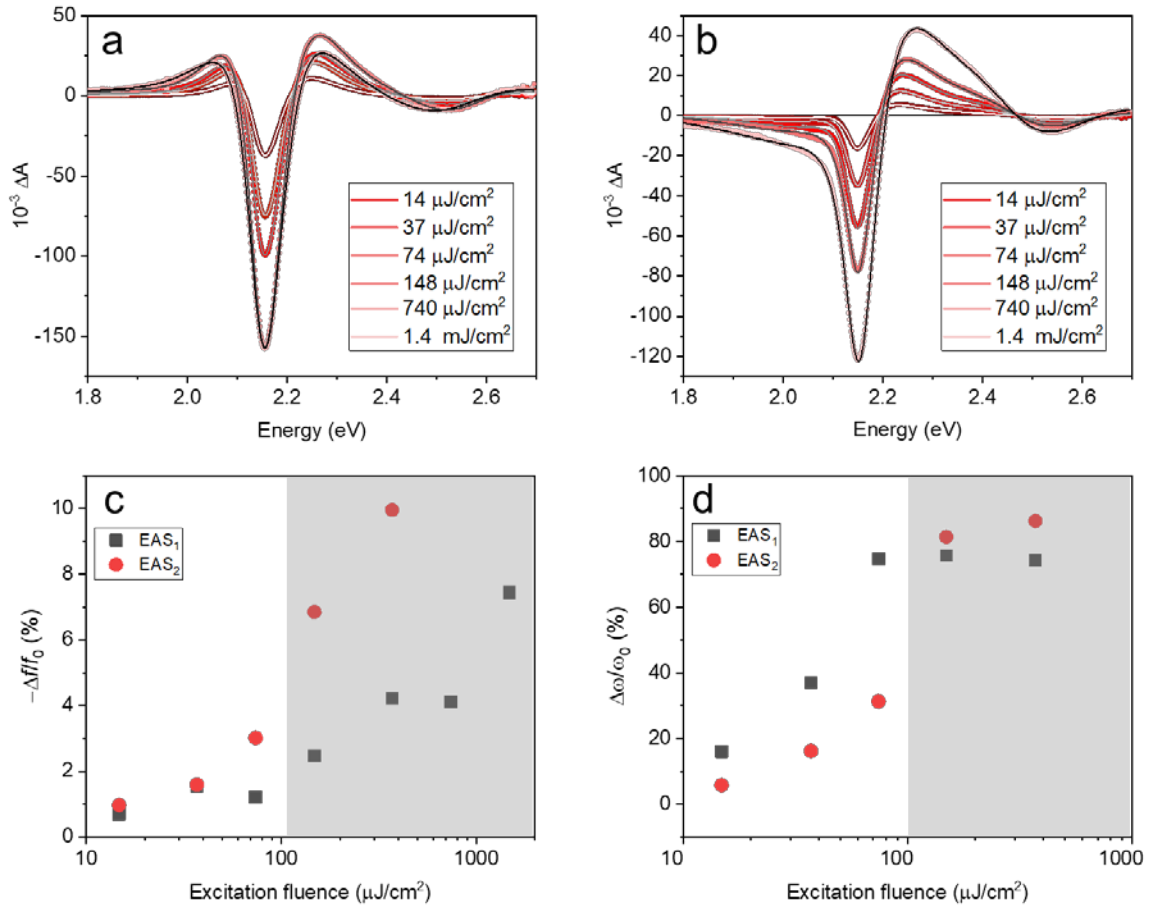 a
50
0
-50
-100
-150
10⁻³ ΔA
14 μJ/cm²
37 μJ/cm²
74 μJ/cm²
148 μJ/cm²
740 μJ/cm²
1.4 mJ/cm²
1.8 2.0 2.2 2.4 2.6
Energy (eV)
b
40
20
0
-20
-40
-60
-80
-100
-120
10⁻³ ΔA
14 μJ/cm²
37 μJ/cm²
74 μJ/cm²
148 μJ/cm²
740 μJ/cm²
1.4 mJ/cm²
1.8 2.0 2.2 2.4 2.6
Energy (eV)
c
10
8
6
4
2
0
−Δf/f₀ (%)
EAS₁
EAS₂
10 100 1000
Excitation fluence (μJ/cm²)
d
100
80
60
40
20
0
Δω/ω₀ (%)
EAS₁
EAS₂
10 100 1000
Excitation fluence (μJ/cm²)